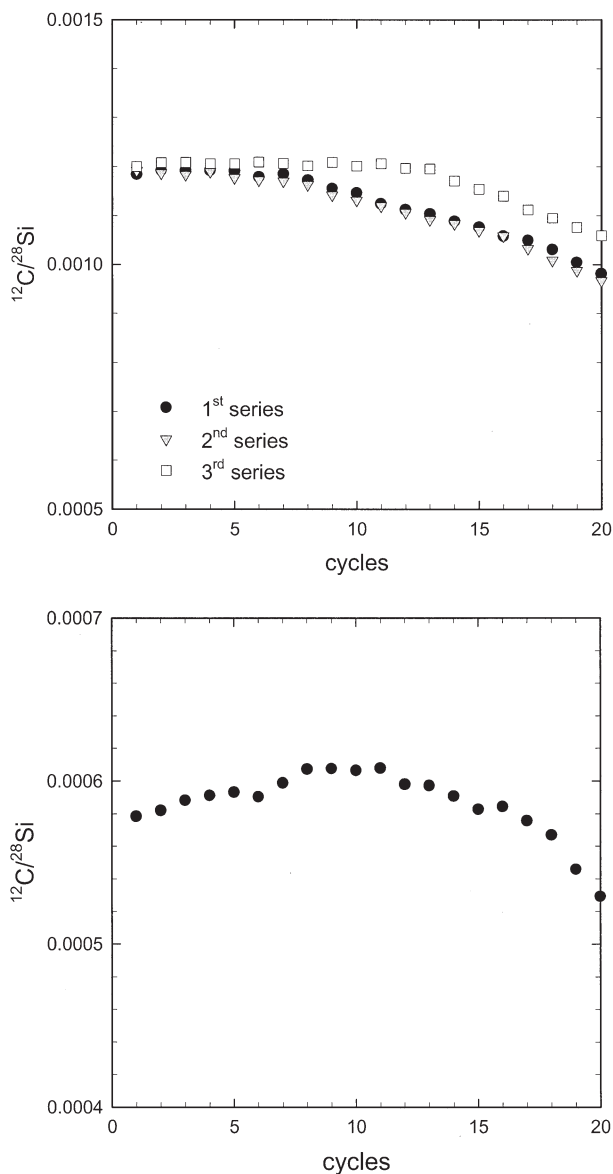 0.0015
0.0010
0.0005
¹²C/²⁸Si
1ˢᵗ series
2ⁿᵈ series
3ʳᵈ series
0 5 10 15 20
cycles
0.0007
0.0006
0.0005
0.0004
¹²C/²⁸Si
0 5 10 15 20
cycles